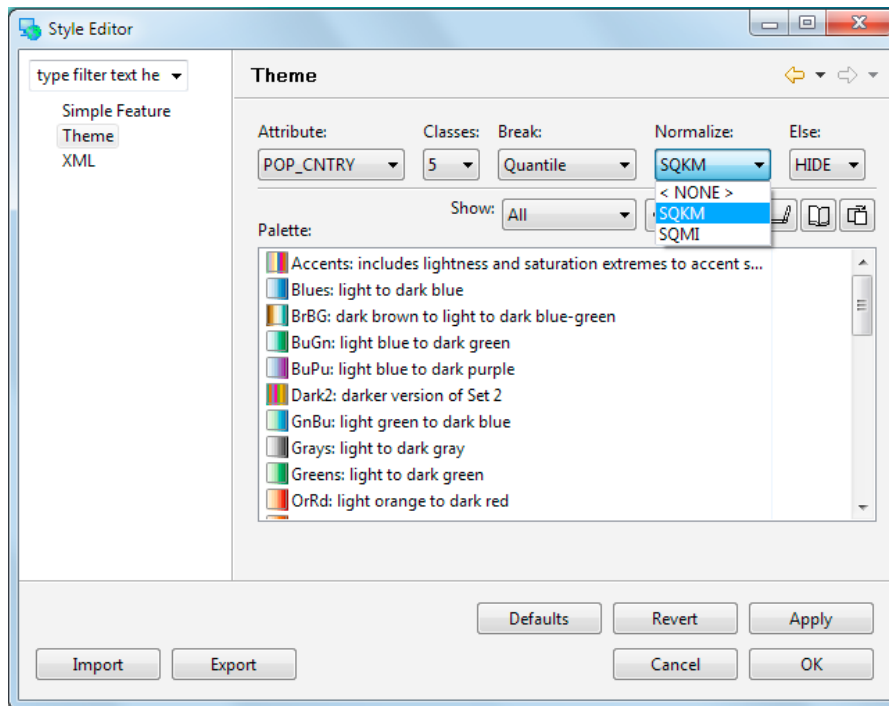 Style Editor
type filter text he
Simple Feature
Theme
XML
Theme
Attribute: Classes: Break: Normalize: Else:
POP_CNTRY 5 Quantile SQKM HIDE
< NONE >
SQKM
SQMI
Show: All
Palette:
Accents: includes lightness and saturation extremes to accent s...
Blues: light to dark blue
BrBG: dark brown to light to dark blue-green
BuGn: light blue to dark green
BuPu: light blue to dark purple
Dark2: darker version of Set 2
GnBu: light green to dark blue
Grays: light to dark gray
Greens: light to dark green
OrRd: light orange to dark red
Defaults Revert Apply
Import Export Cancel OK